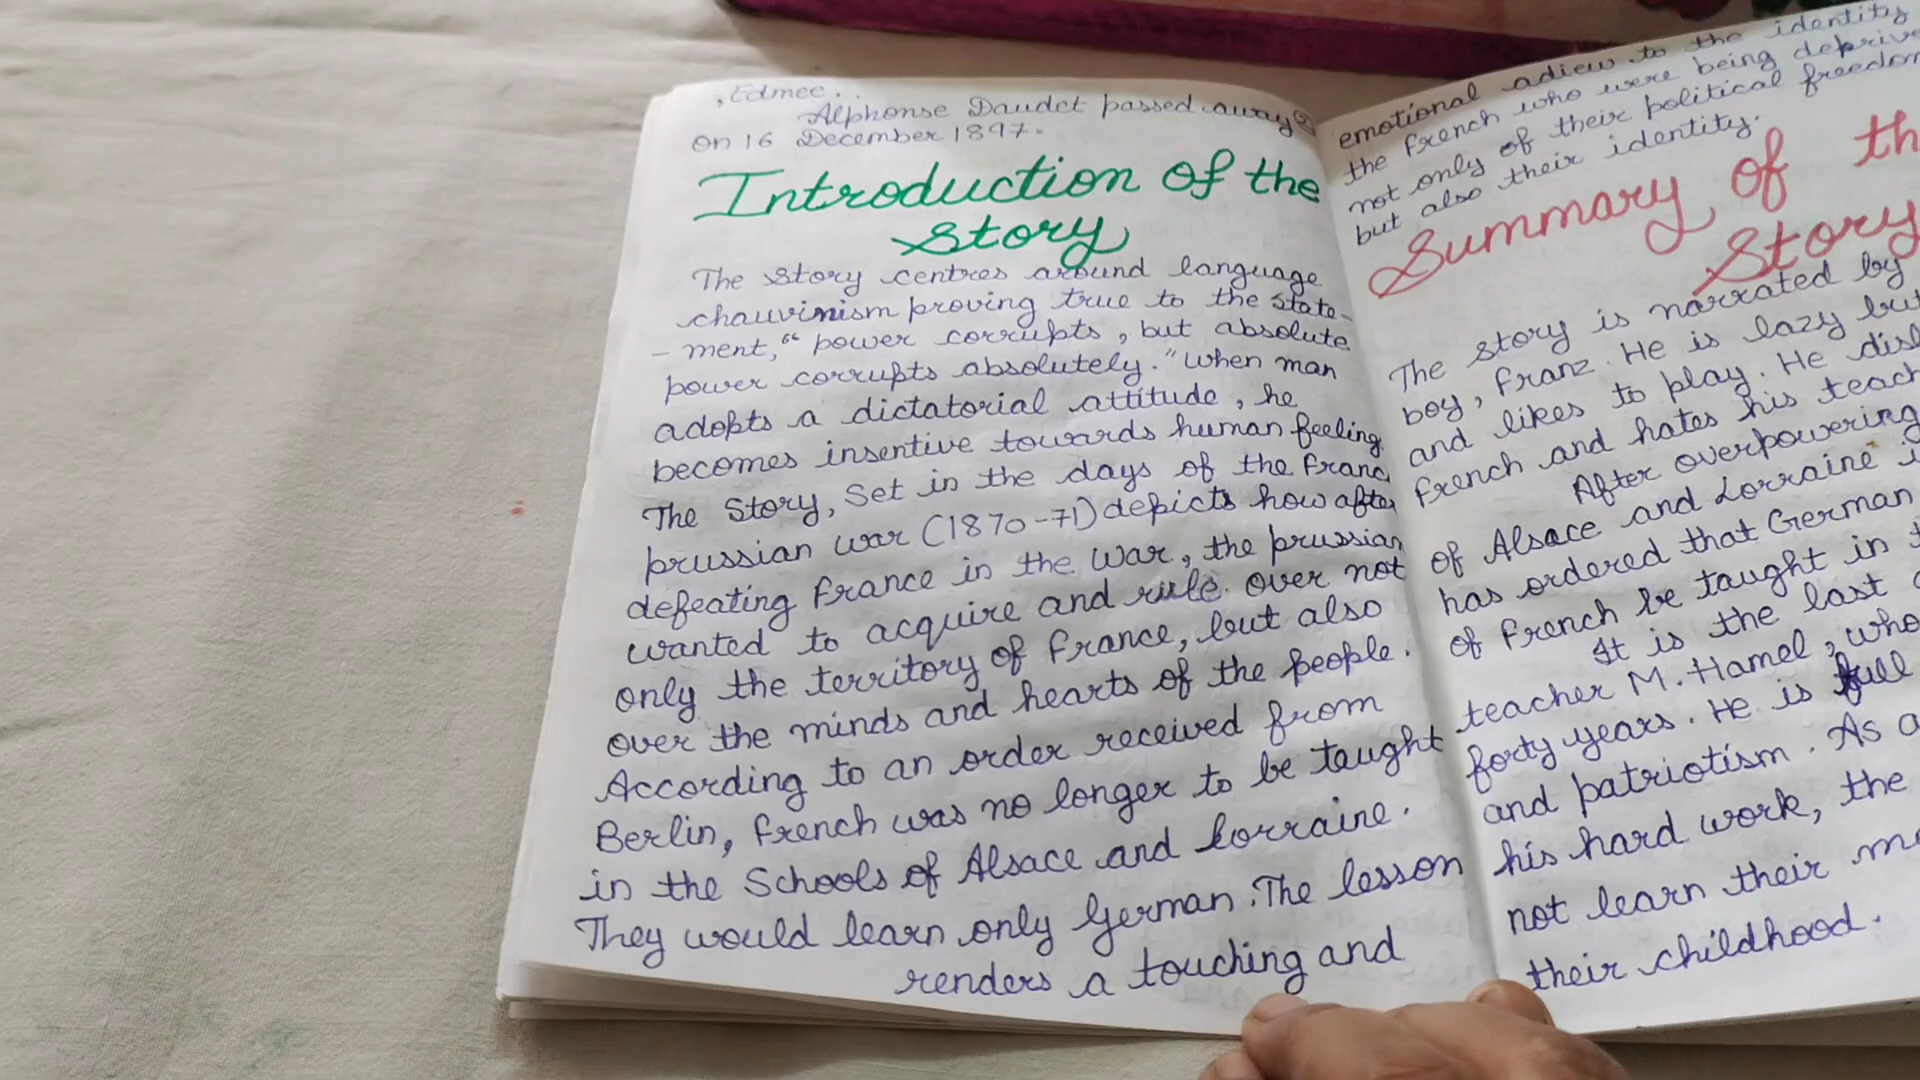 , Edmee.
Alphonse Daudet passed away
on 16 December 1897.
Introduction of the
Story
The Story centres around language
chauvinism proving true to the state-
- ment, "power corrupts, but absolute
power corrupts absolutely." When man
adopts a dictatorial attitude, he
becomes insentive towards human feeling
The Story, Set in the days of the Franc
prussian war (1870-71) depicts how after
defeating France in the war, the prussian
wanted to acquire and rule over not
only the territory of France, but also
over the minds and hearts of the people.
According to an order received from
Berlin, French was no longer to be taught
in the Schools of Alsace and Lorraine.
They would learn only German. The lesson
renders a touching and
emotional adieu to the identity
the French who were being deprive
not only of their political freedom
but also their identity.
Summary of th
Story
The story is narrated by
boy, Franz. He is lazy but
and likes to play. He disl
French and hates his teach
After overpowering
of Alsace and Lorraine i
has ordered that German
of French be taught in t
It is the last
teacher M. Hamel, who
forty years. He is full
and patriotism. As a
his hard work, the
not learn their m
their childhood.